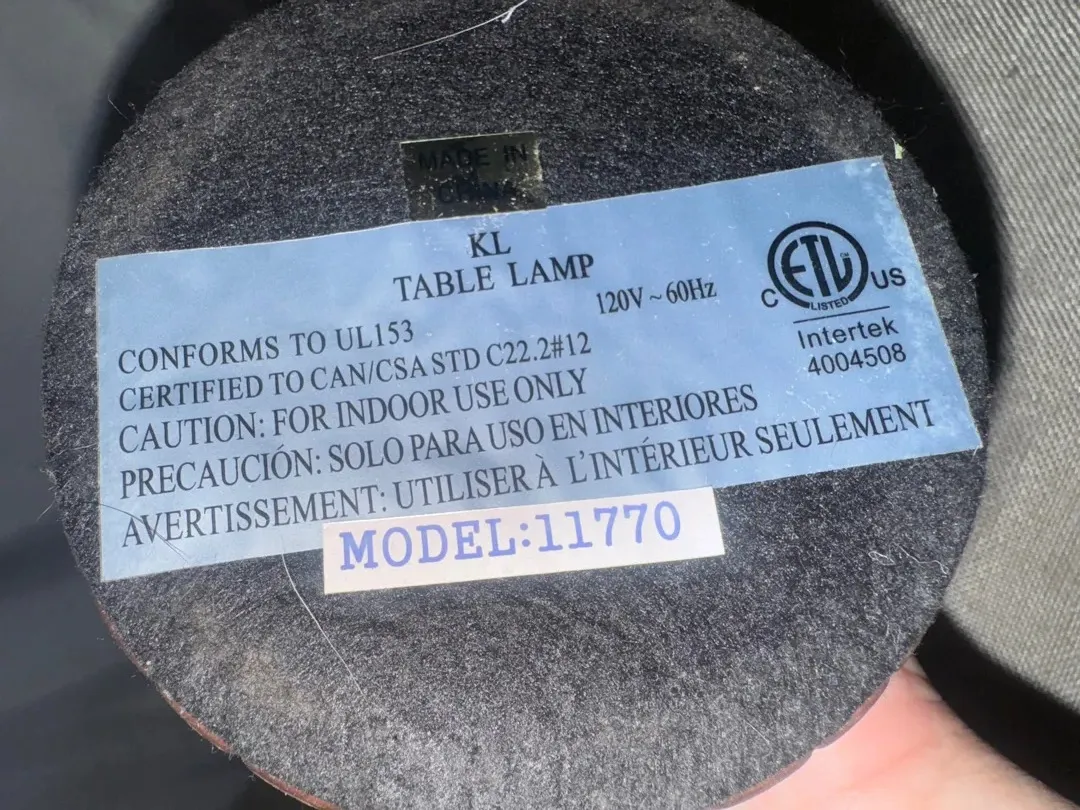 MADE IN
CHINA
KL
TABLE LAMP
120V ~ 60Hz
CONFORMS TO UL153
CERTIFIED TO CAN/CSA STD C22.2#12
CAUTION: FOR INDOOR USE ONLY
PRECAUCIÓN: SOLO PARA USO EN INTERIORES
AVERTISSEMENT: UTILISER À L'INTÉRIEUR SEULEMENT
ETL CM
LISTED
C US
Intertek
4004508
MODEL:11770